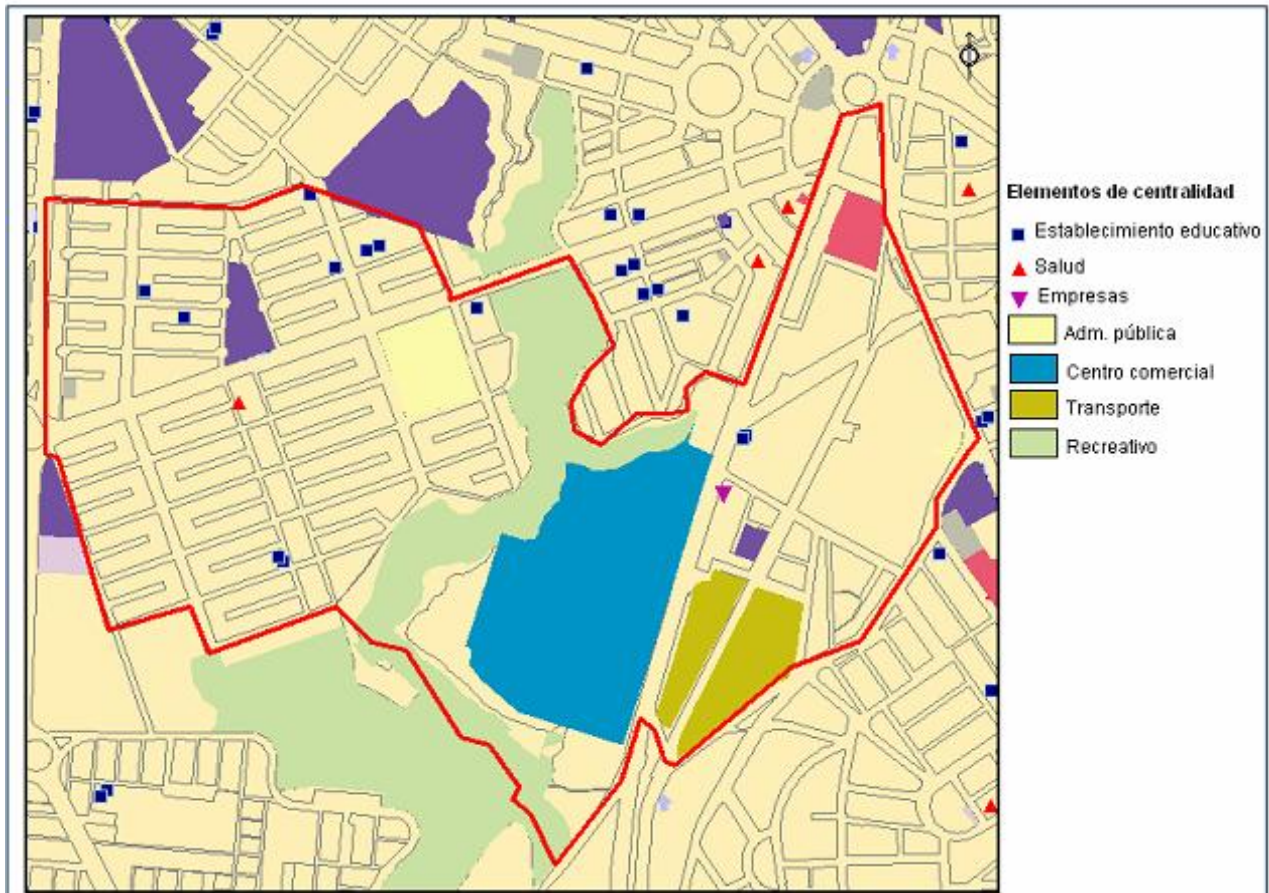 Elementos de centralidad
Establecimiento educativo
Salud
Empresas
Adm. pública
Centro comercial
Transporte
Recreativo